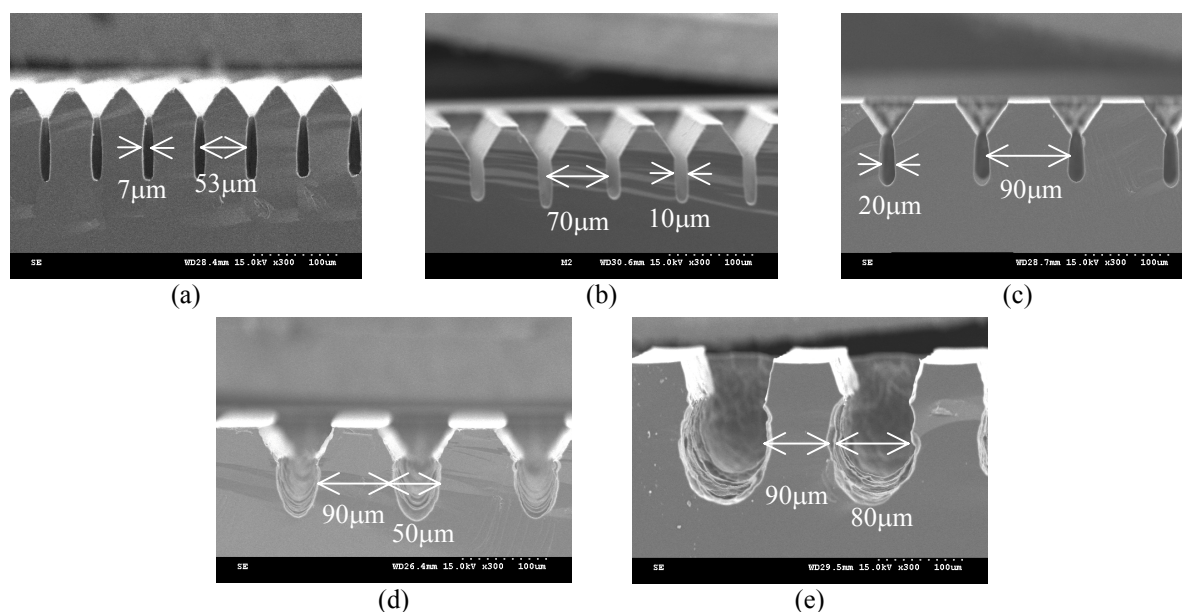 7μm
53μm
SE WD28.4mm 15.0kV x300 100um
(a)
70μm
10μm
M2 WD30.6mm 15.0kV x300 100um
(b)
20μm
90μm
SE WD28.7mm 15.0kV x300 100um
(c)
90μm
50μm
SE WD26.4mm 15.0kV x300 100um
(d)
90μm
80μm
SE WD29.5mm 15.0kV x300 100um
(e)